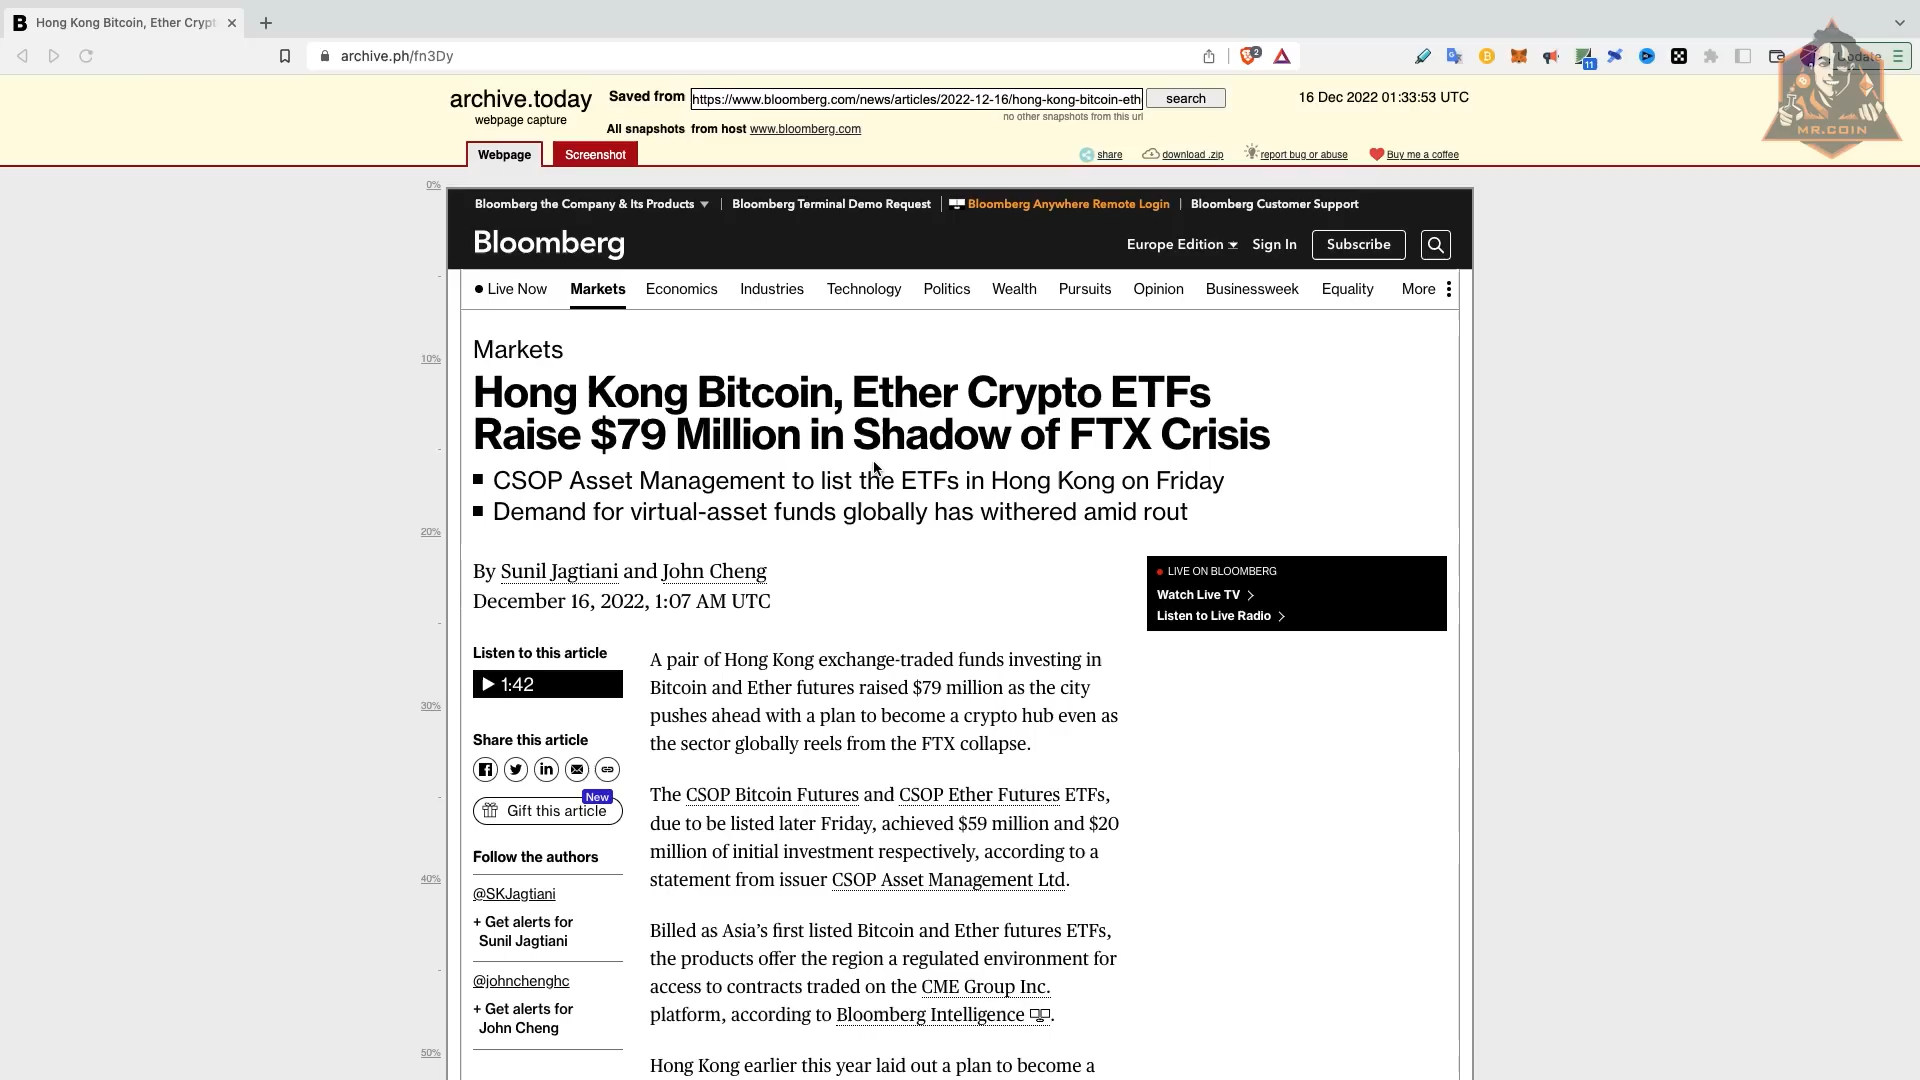 Hong Kong Bitcoin, Ether Crypt
archive.ph/fn3Dy
2
11
Update
MR.COIN
archive.today
webpage capture
Saved from
https://www.bloomberg.com/news/articles/2022-12-16/hong-kong-bitcoin-eth
search
16 Dec 2022 01:33:53 UTC
no other snapshots from this url
All snapshots from host www.bloomberg.com
Webpage
Screenshot
share
download .zip
report bug or abuse
Buy me a coffee
0%
10%
20%
30%
40%
50%
Bloomberg the Company & Its Products
Bloomberg Terminal Demo Request
Bloomberg Anywhere Remote Login
Bloomberg Customer Support
Bloomberg
Europe Edition
Sign In
Subscribe
Live Now
Markets
Economics
Industries
Technology
Politics
Wealth
Pursuits
Opinion
Businessweek
Equality
More
Markets
Hong Kong Bitcoin, Ether Crypto ETFs
Raise $79 Million in Shadow of FTX Crisis
CSOP Asset Management to list the ETFs in Hong Kong on Friday
Demand for virtual-asset funds globally has withered amid rout
By Sunil Jagtiani and John Cheng
December 16, 2022, 1:07 AM UTC
LIVE ON BLOOMBERG
Watch Live TV
Listen to Live Radio
Listen to this article
1:42
Share this article
New
Gift this article
Follow the authors
@SKJagtiani
+ Get alerts for
Sunil Jagtiani
@johnchenghc
+ Get alerts for
John Cheng
A pair of Hong Kong exchange-traded funds investing in
Bitcoin and Ether futures raised $79 million as the city
pushes ahead with a plan to become a crypto hub even as
the sector globally reels from the FTX collapse.
The CSOP Bitcoin Futures and CSOP Ether Futures ETFs,
due to be listed later Friday, achieved $59 million and $20
million of initial investment respectively, according to a
statement from issuer CSOP Asset Management Ltd.
Billed as Asia’s first listed Bitcoin and Ether futures ETFs,
the products offer the region a regulated environment for
access to contracts traded on the CME Group Inc.
platform, according to Bloomberg Intelligence.
Hong Kong earlier this year laid out a plan to become a